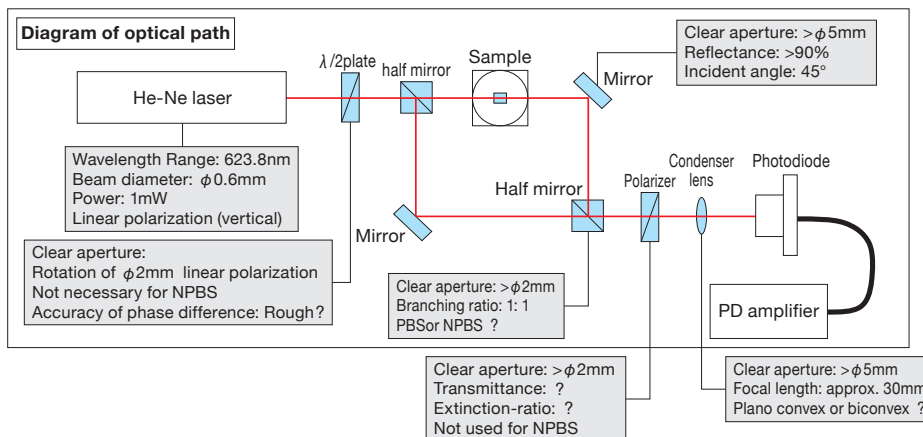 Diagram of optical path
λ/2plate
half mirror
Sample
Mirror
Clear aperture: >φ5mm
Reflectance: >90%
Incident angle: 45°
He-Ne laser
Wavelength Range: 623.8nm
Beam diameter: φ0.6mm
Power: 1mW
Linear polarization (vertical)
Mirror
Half mirror
Polarizer
Condenser
lens
Photodiode
Clear aperture:
Rotation of φ2mm linear polarization
Not necessary for NPBS
Accuracy of phase difference: Rough?
Clear aperture: >φ2mm
Branching ratio: 1: 1
PBSor NPBS ?
PD amplifier
Clear aperture: >φ2mm
Transmittance: ?
Extinction-ratio: ?
Not used for NPBS
Clear aperture: >φ5mm
Focal length: approx. 30mm
Plano convex or biconvex ?